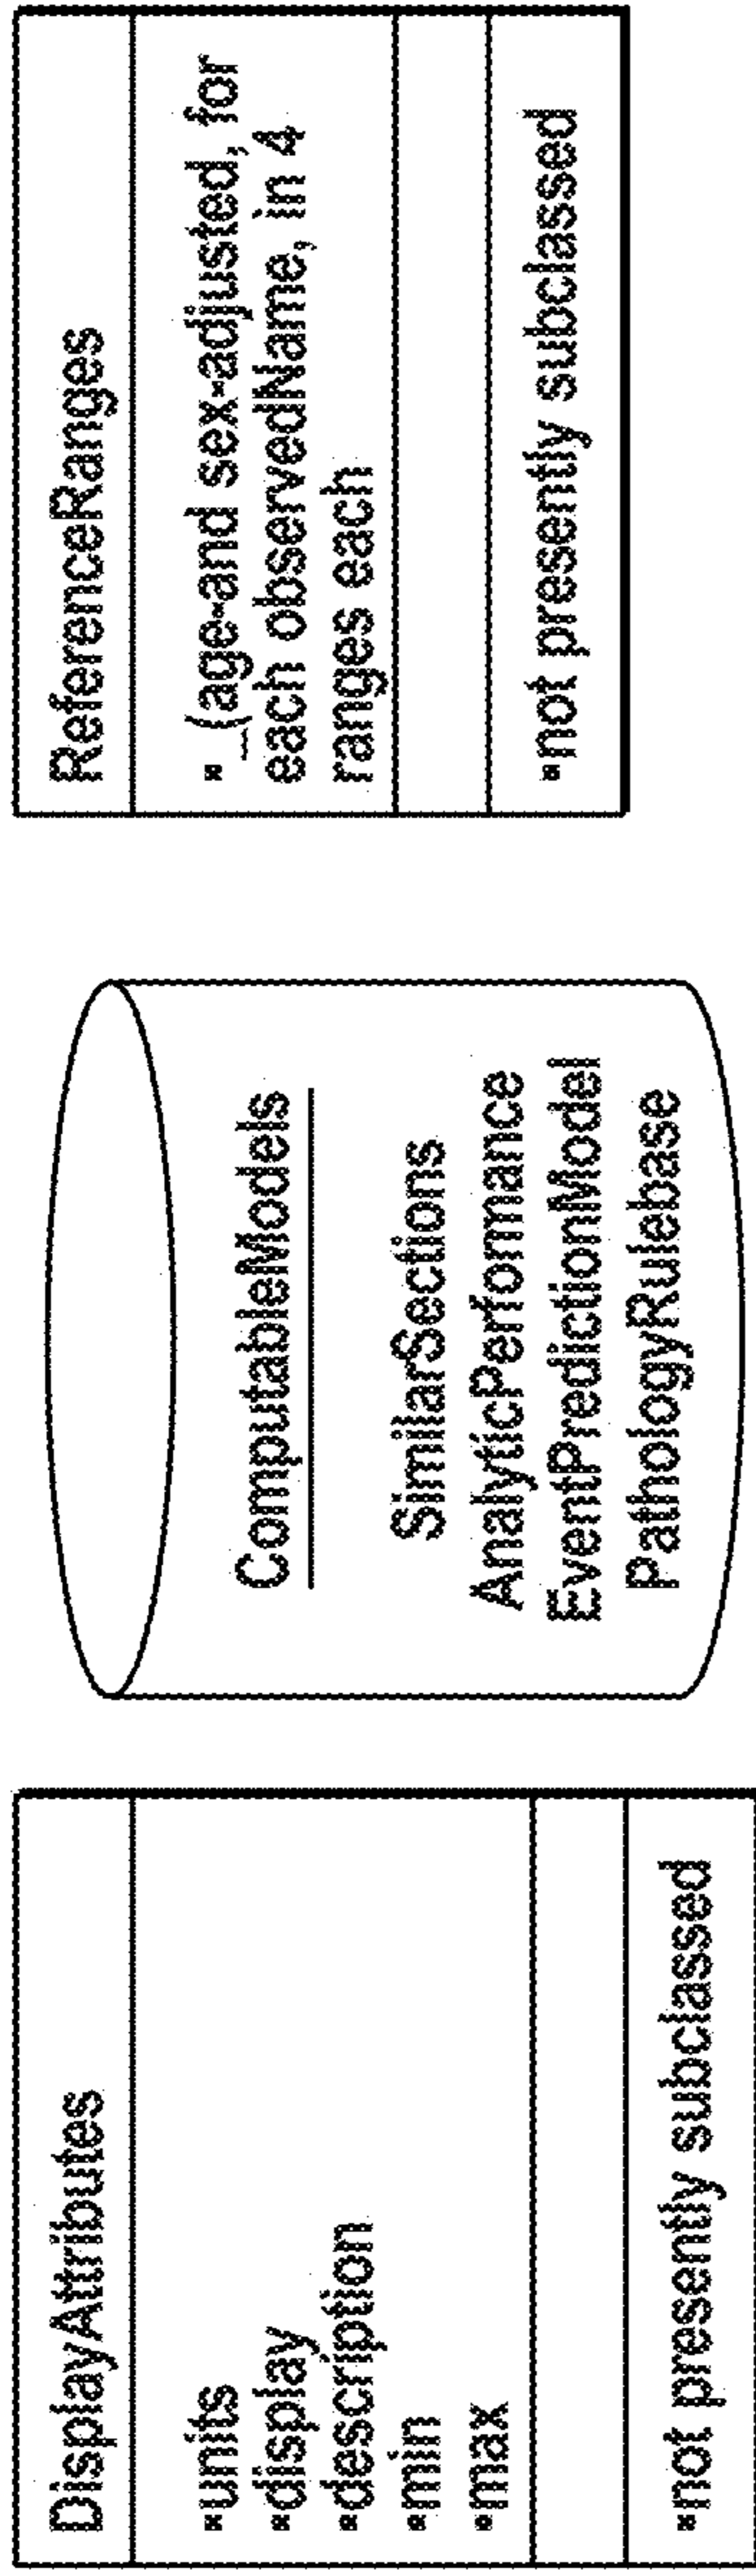 DisplayAttributes
▪units
▪display
▪description
▪min
▪max
▪not presently subclassed
ComputableModels
SimilarSections
AnalyticPerformance
EventPredictionModel
PathologyRulebase
ReferenceRanges
▪_(age-and sex-adjusted, for
each observedName, in 4
ranges each
▪not presently subclassed